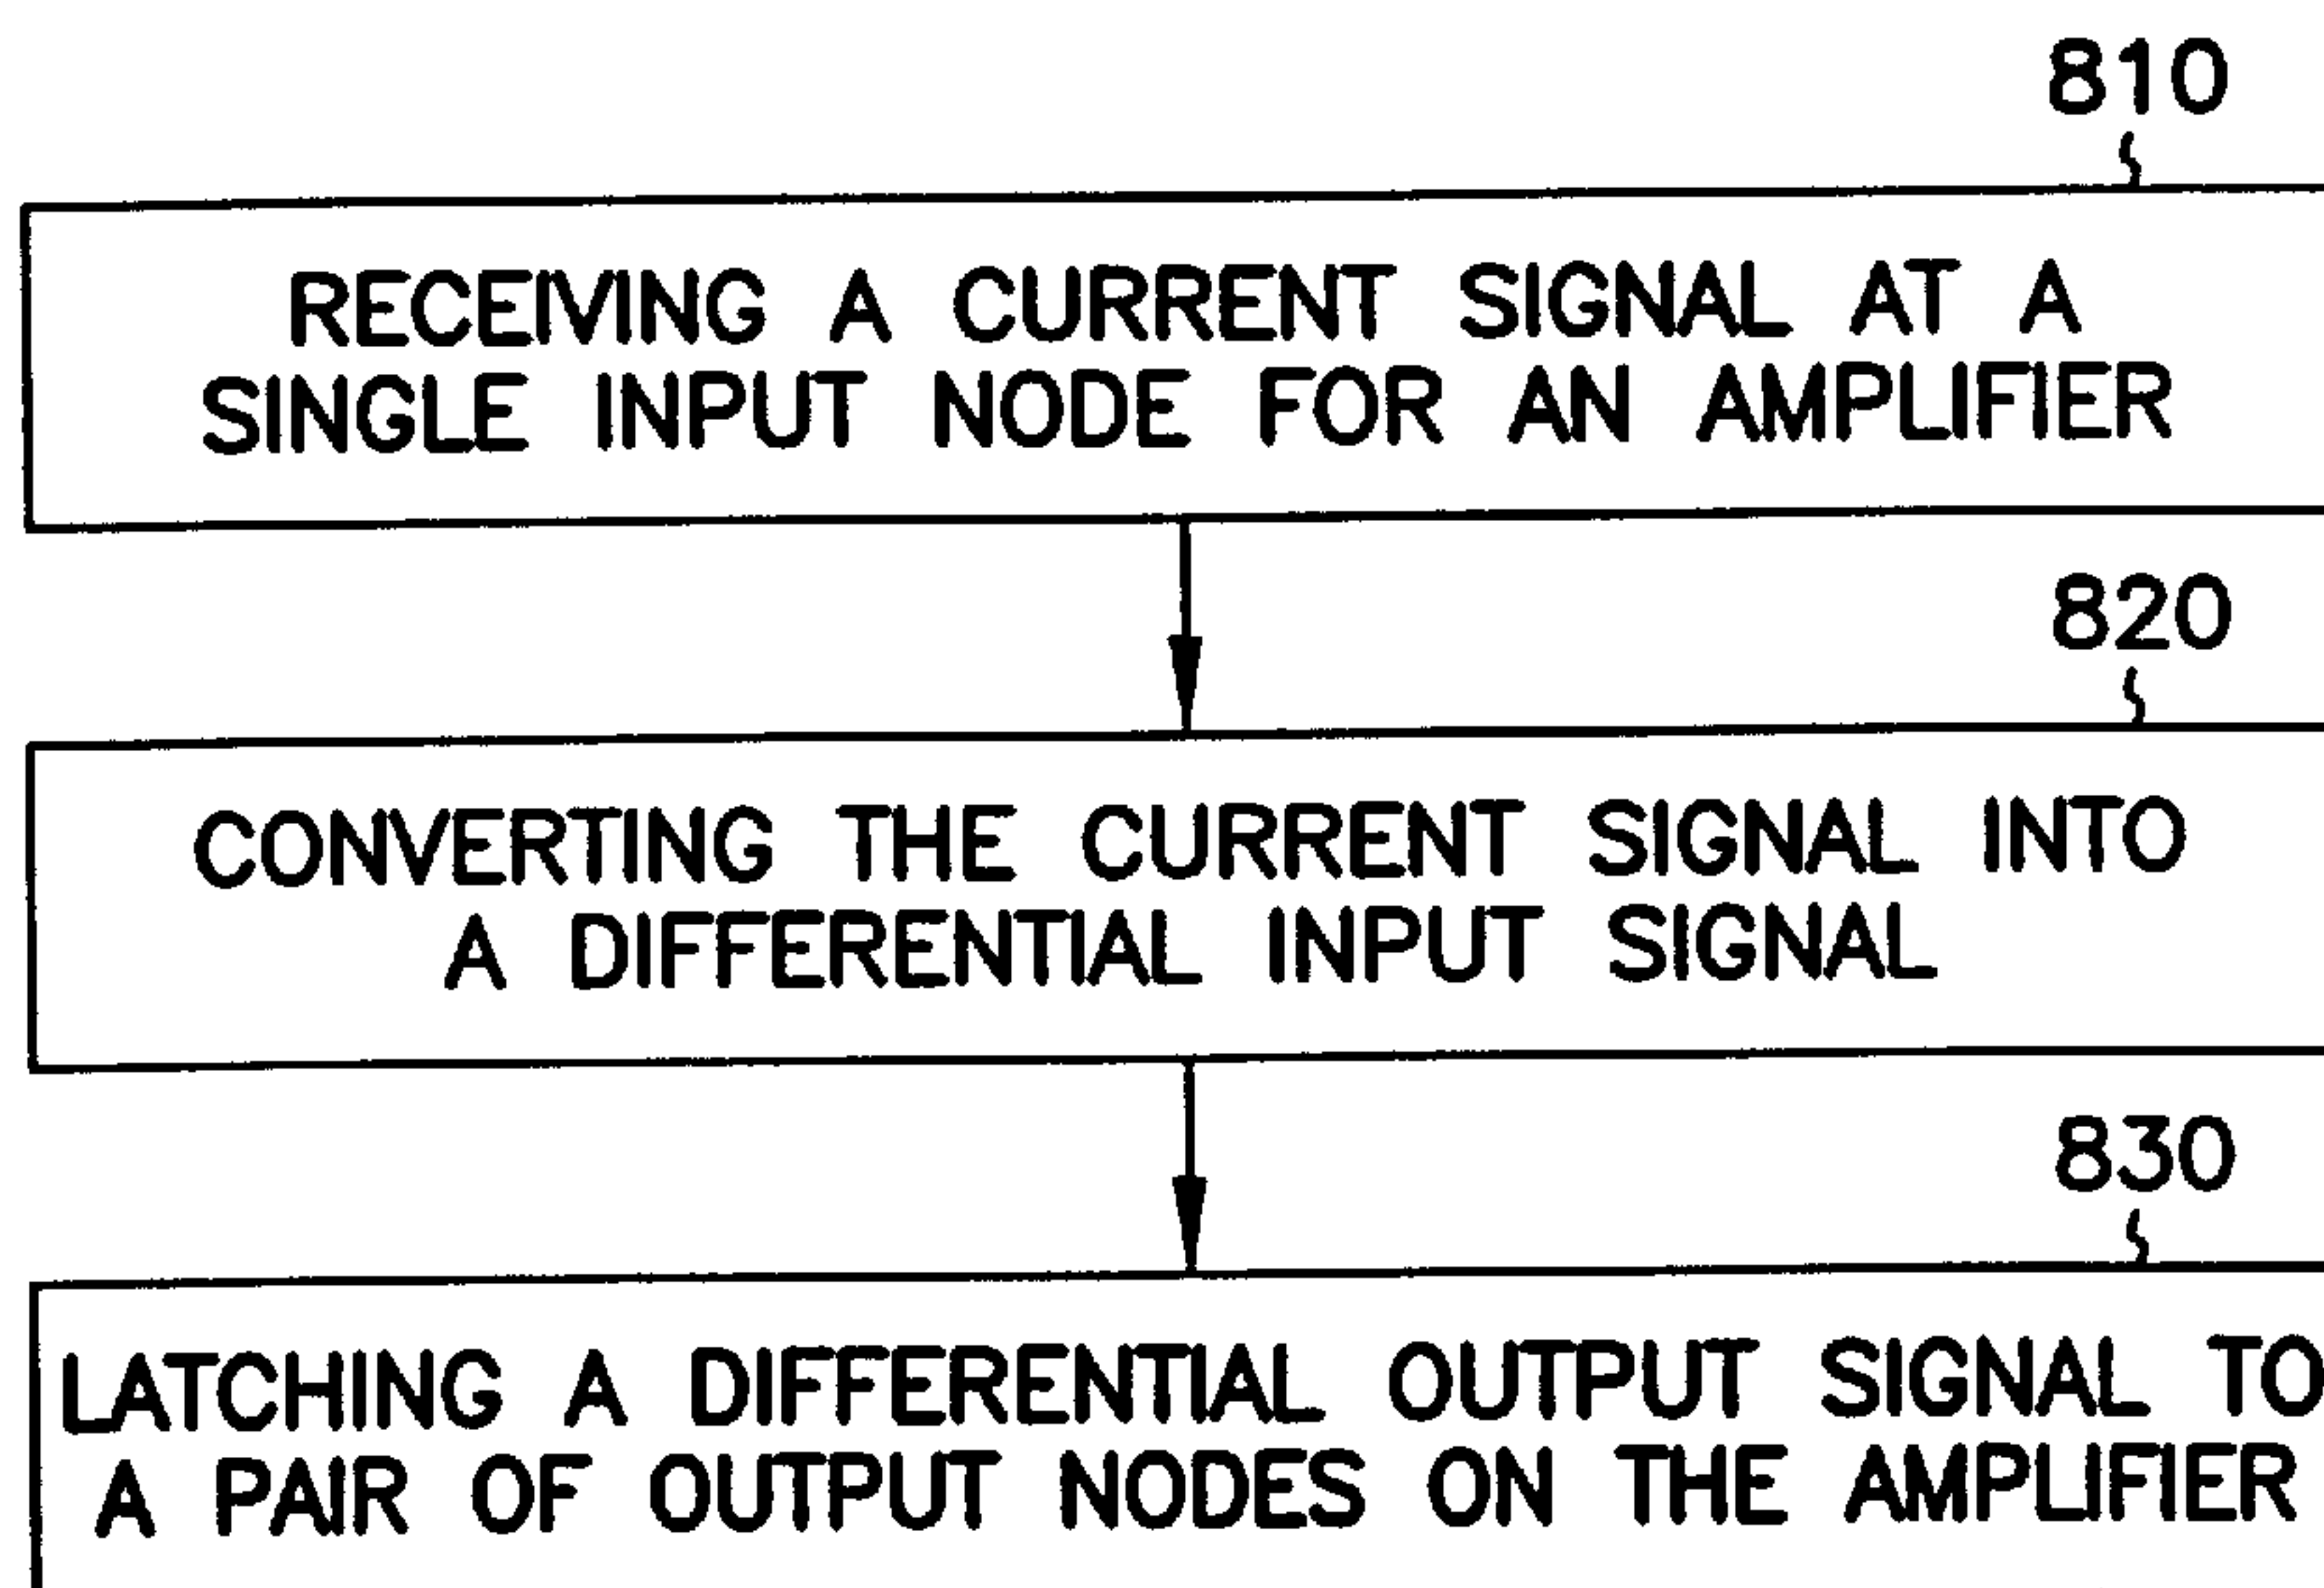 810
RECEIVING A CURRENT SIGNAL AT A
SINGLE INPUT NODE FOR AN AMPLIFIER
820
CONVERTING THE CURRENT SIGNAL INTO
A DIFFERENTIAL INPUT SIGNAL
830
LATCHING A DIFFERENTIAL OUTPUT SIGNAL TO
A PAIR OF OUTPUT NODES ON THE AMPLIFIER